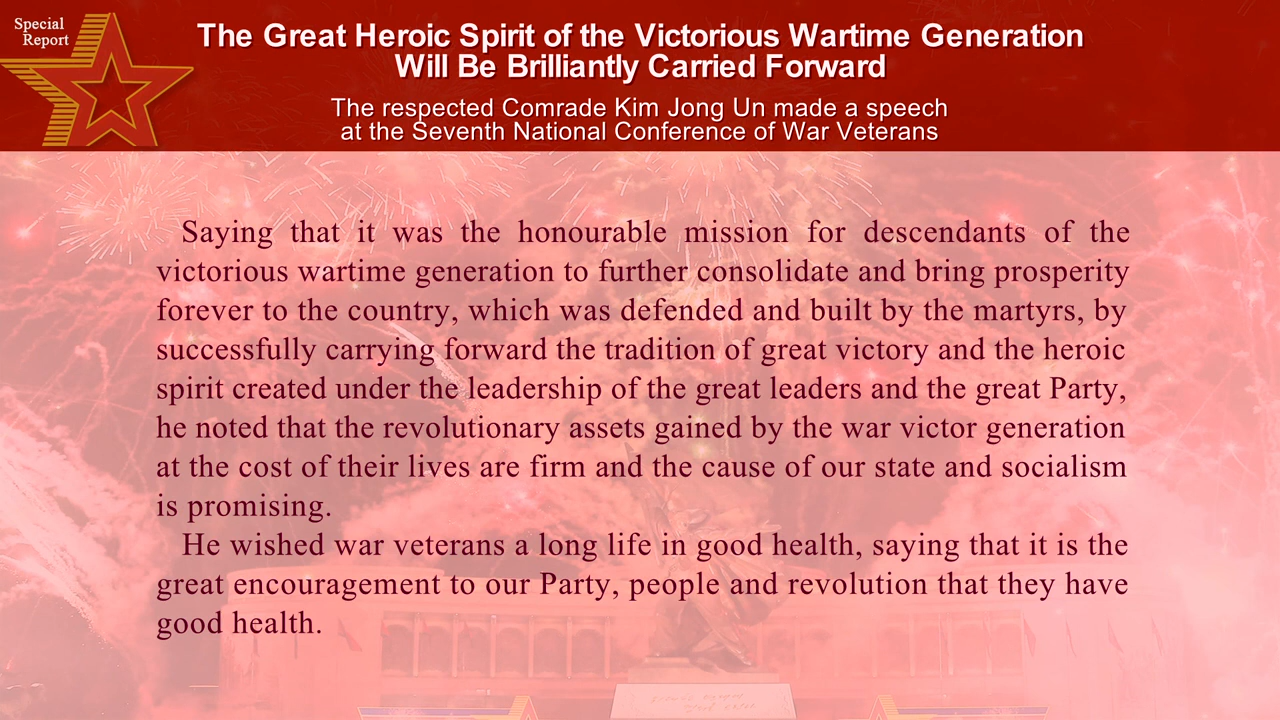 Special
Report
The Great Heroic Spirit of the Victorious Wartime Generation
Will Be Brilliantly Carried Forward
The respected Comrade Kim Jong Un made a speech
at the Seventh National Conference of War Veterans
Saying that it was the honourable mission for descendants of the
victorious wartime generation to further consolidate and bring prosperity
forever to the country, which was defended and built by the martyrs, by
successfully carrying forward the tradition of great victory and the heroic
spirit created under the leadership of the great leaders and the great Party,
he noted that the revolutionary assets gained by the war victor generation
at the cost of their lives are firm and the cause of our state and socialism
is promising.
He wished war veterans a long life in good health, saying that it is the
great encouragement to our Party, people and revolution that they have
good health.